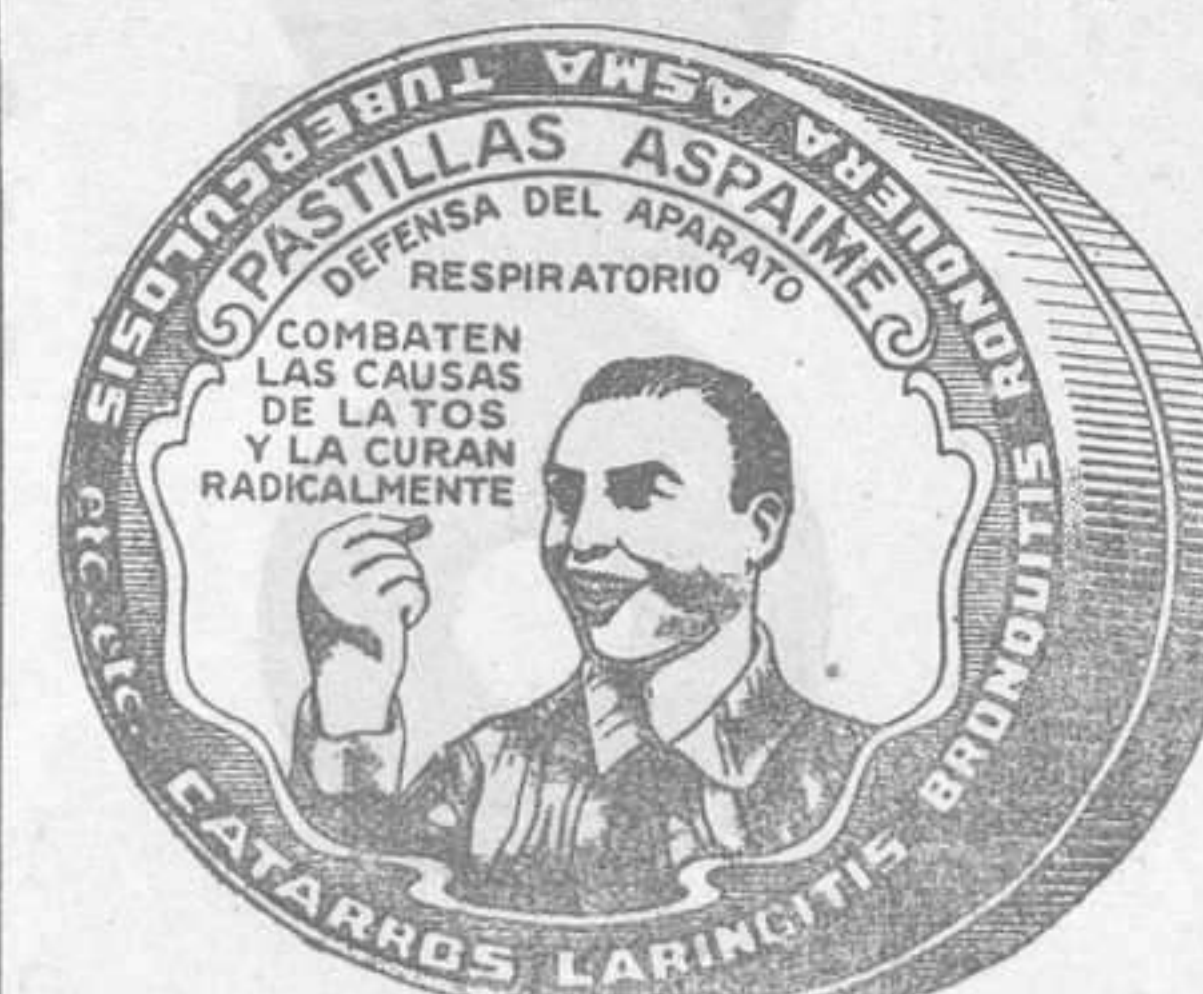 PASTILLAS ASPAIME
DEFENSA DEL APARATO
RESPIRATORIO
COMBATEN
LAS CAUSAS
DE LA TOS
Y LA CURAN
RADICALMENTE
CATARROS LARINGITIS BRONQUITIS RONQUERA ASMA TUBERCULOSIS etc. etc.